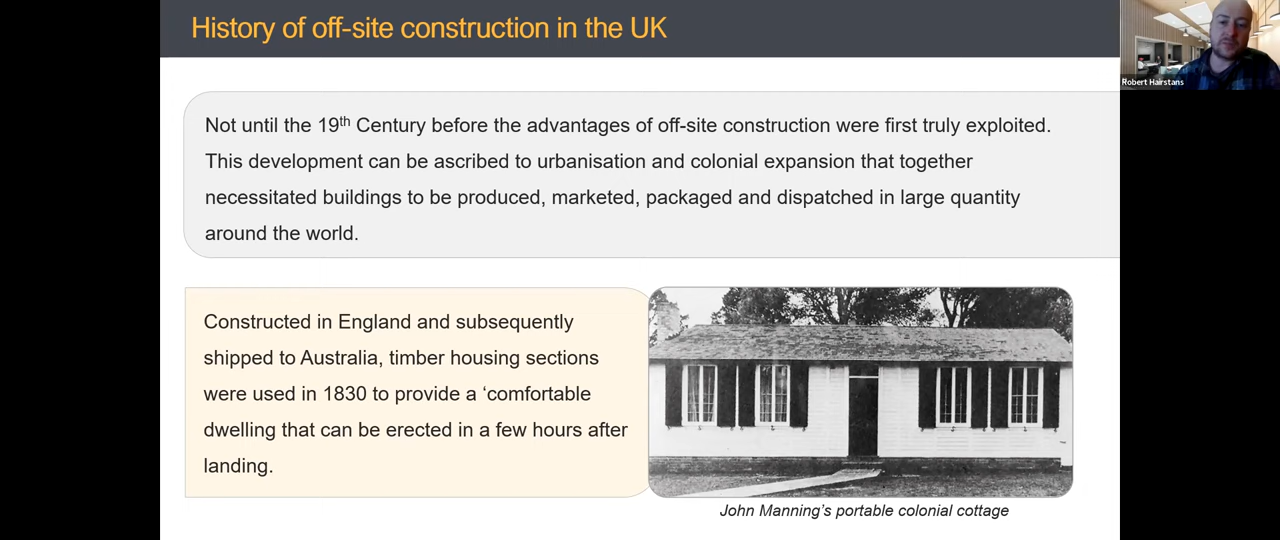 History of off-site construction in the UK
Robert Hairstans
Not until the 19th Century before the advantages of off-site construction were first truly exploited.
This development can be ascribed to urbanisation and colonial expansion that together
necessitated buildings to be produced, marketed, packaged and dispatched in large quantity
around the world.
Constructed in England and subsequently
shipped to Australia, timber housing sections
were used in 1830 to provide a ‘comfortable
dwelling that can be erected in a few hours after
landing.
John Manning’s portable colonial cottage